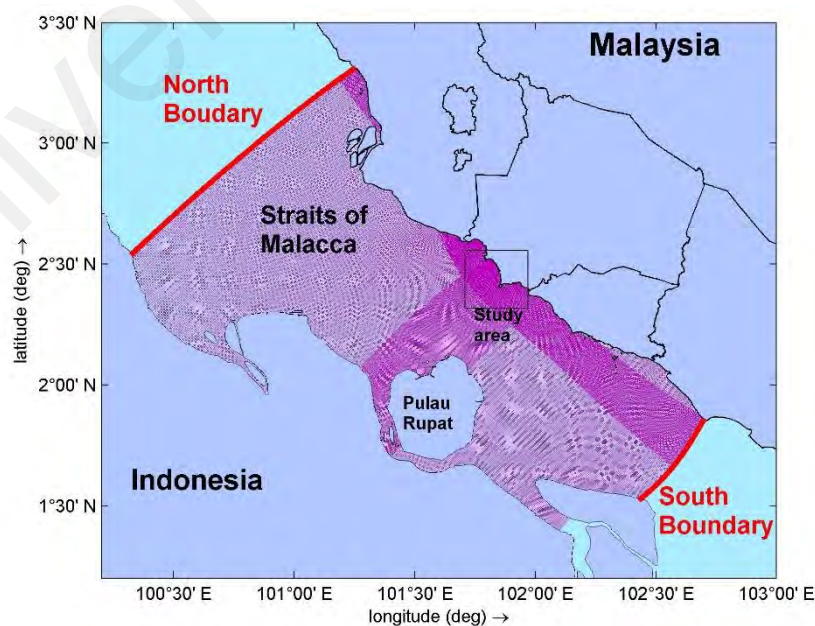 3°30' N
Malaysia
North
Boudary
3°00' N
Straits of
Malacca
2°30' N
Study
area
latitude (deg) →
2°00' N
Pulau
Rupat
Indonesia
1°30' N
South
Boundary
100°30' E 101°00' E 101°30' E 102°00' E 102°30' E 103°00' E
longitude (deg) →